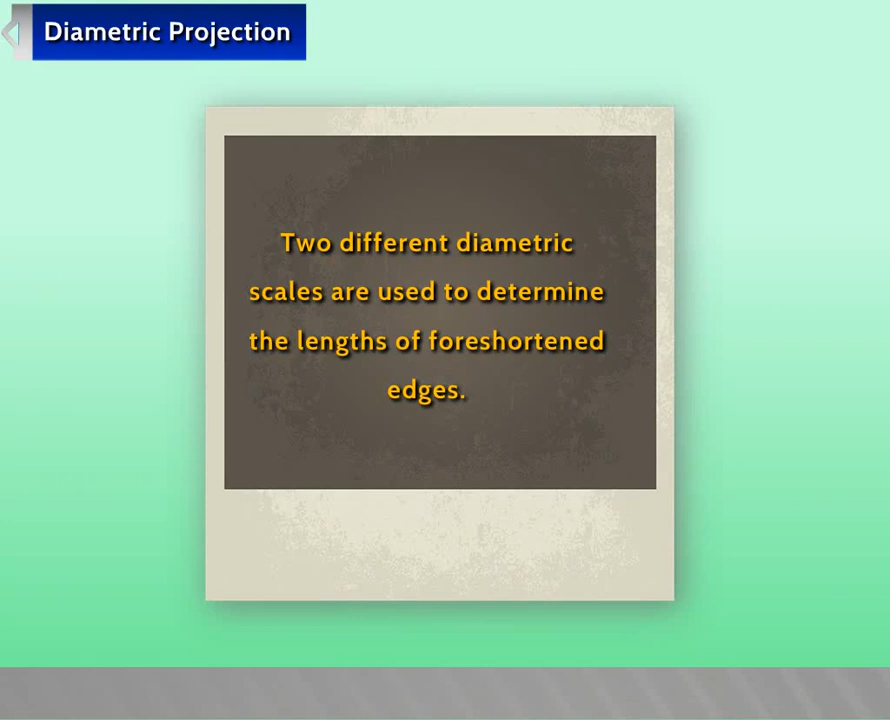 Diametric Projection
Two different diametric
scales are used to determine
the lengths of foreshortened
edges.